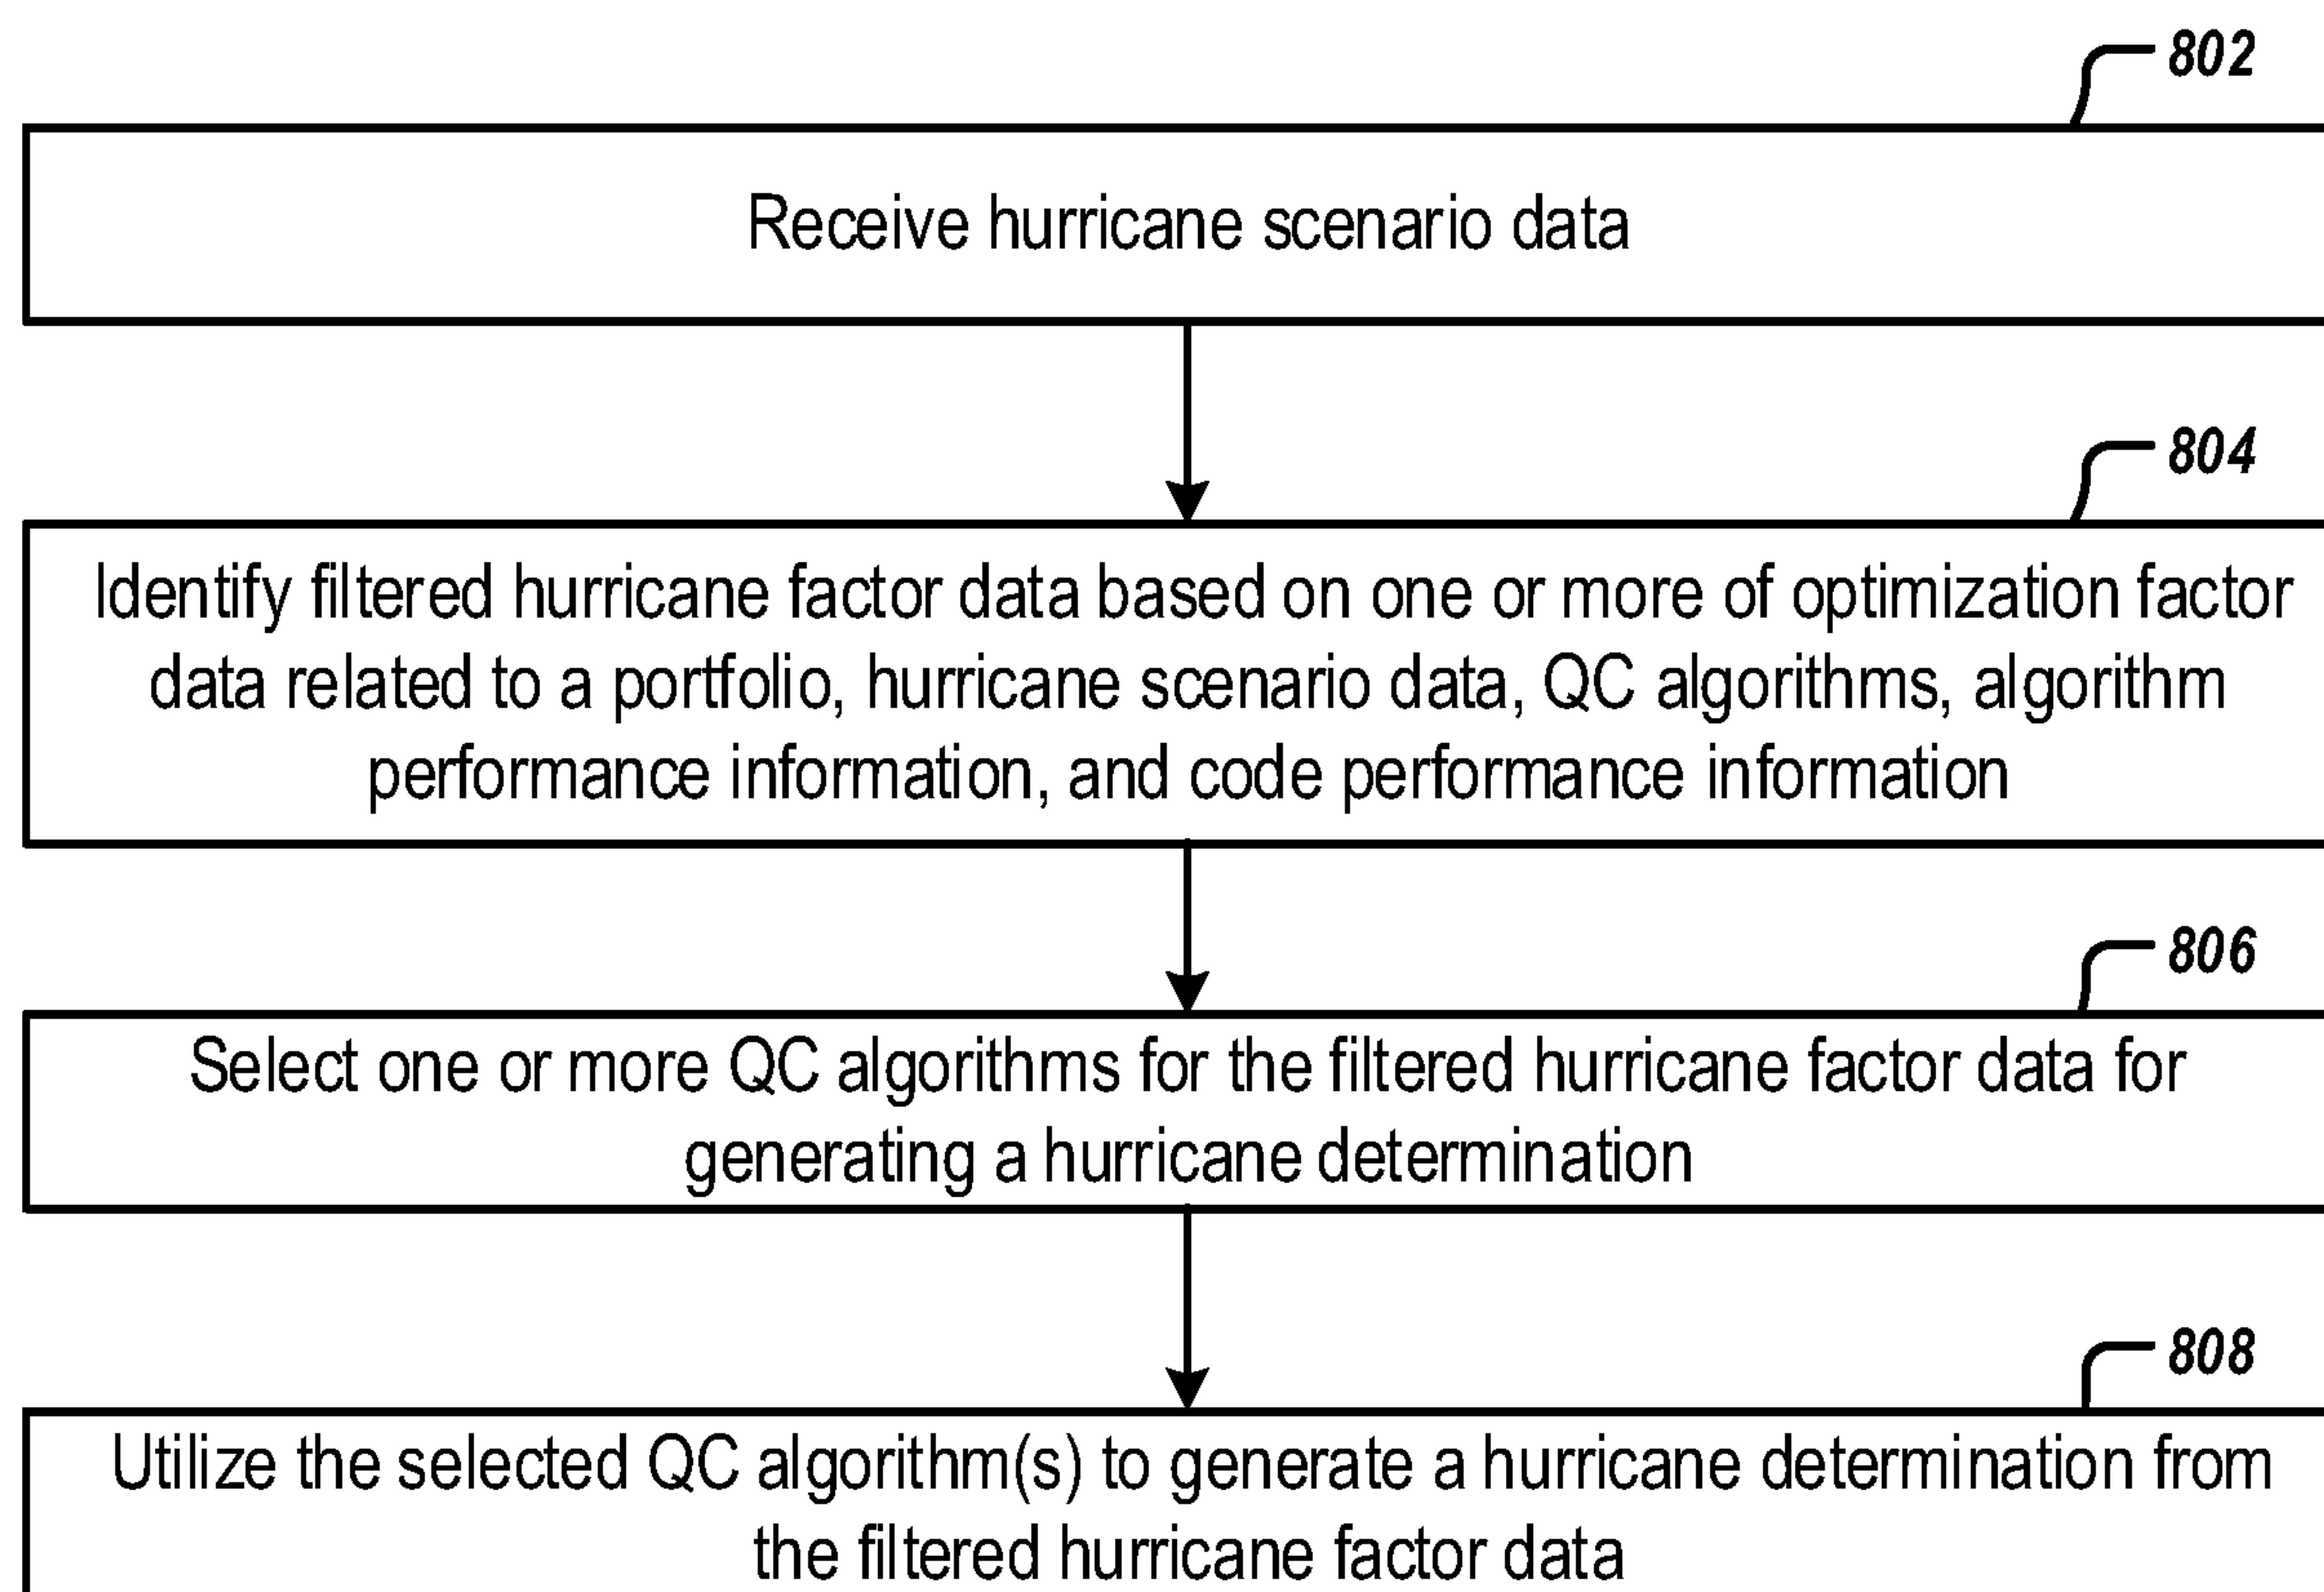 802
Receive hurricane scenario data
804
Identify filtered hurricane factor data based on one or more of optimization factor
data related to a portfolio, hurricane scenario data, QC algorithms, algorithm
performance information, and code performance information
806
Select one or more QC algorithms for the filtered hurricane factor data for
generating a hurricane determination
808
Utilize the selected QC algorithm(s) to generate a hurricane determination from
the filtered hurricane factor data